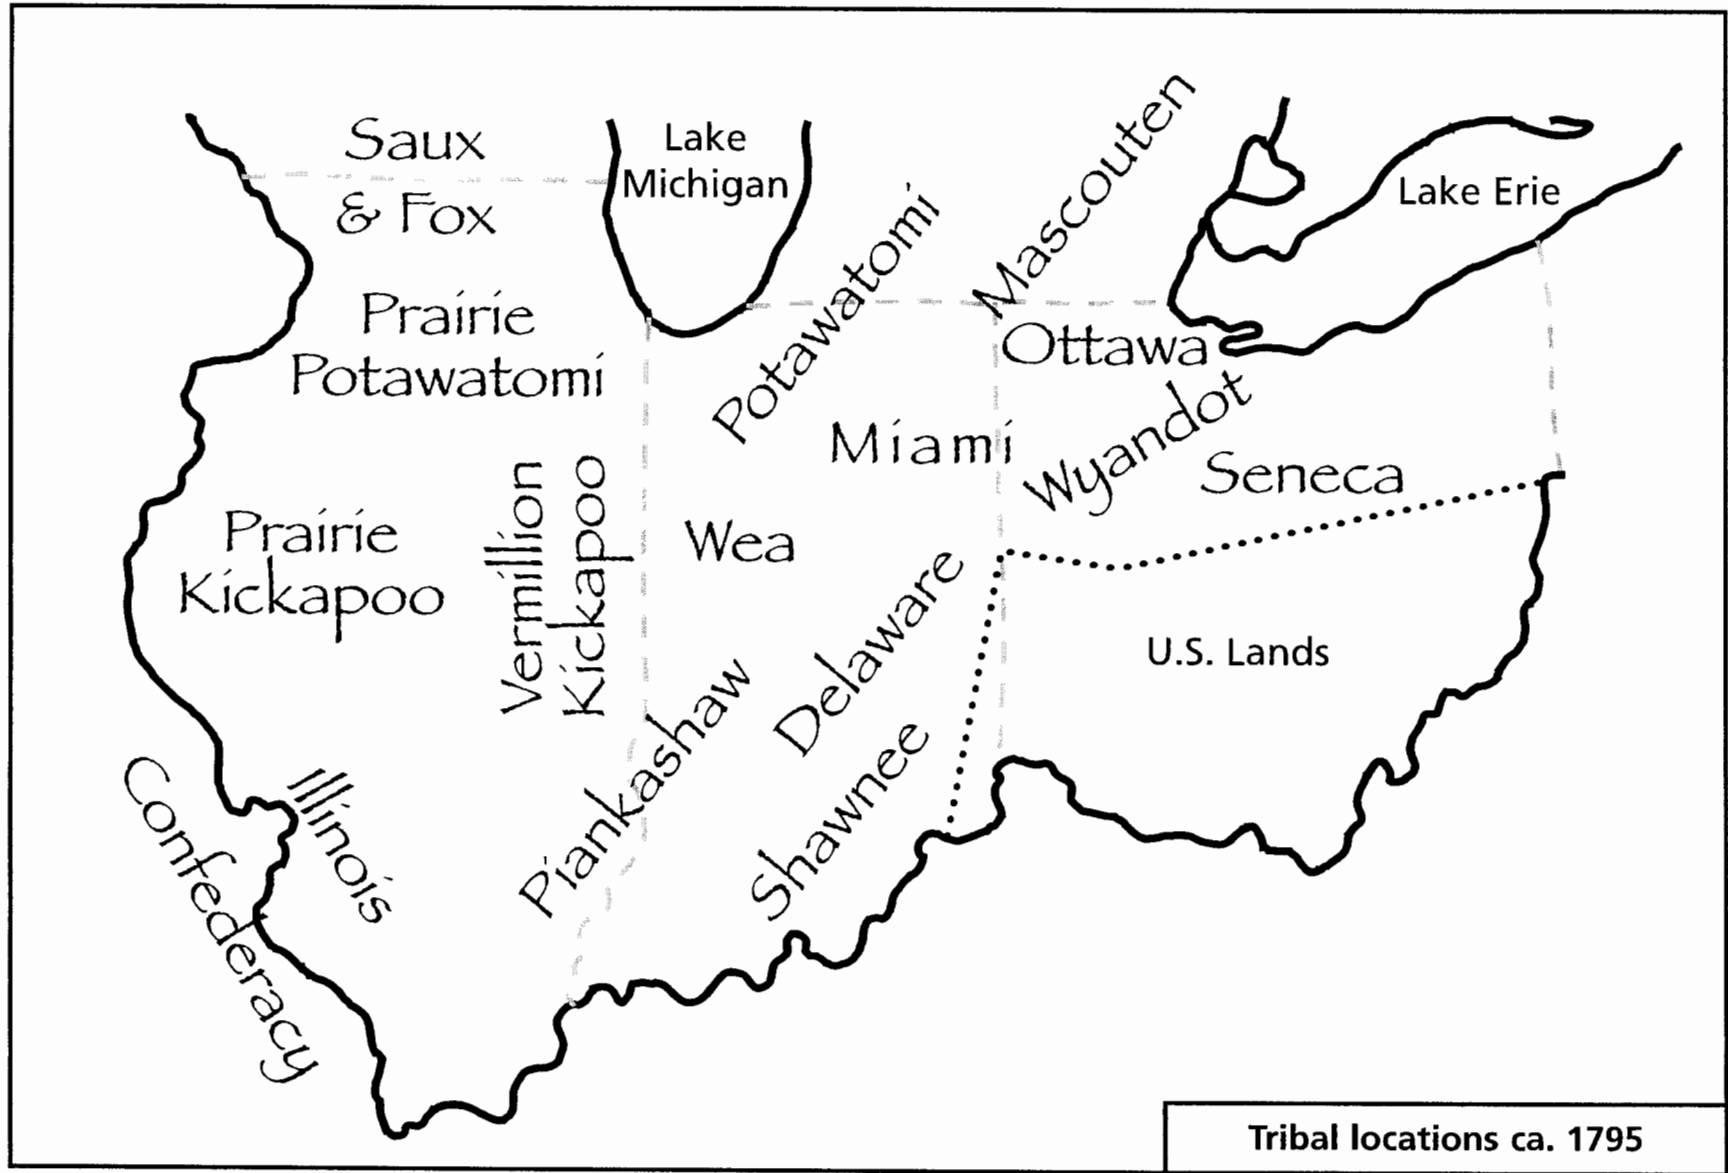 Saux
& Fox
Lake
Michigan
Mascouten
Lake Erie
Potawatomi
Prairie
Potawatomi
Ottawa
Miami
Wyandot
Seneca
Prairie
Kickapoo
Vermillion
Kickapoo
Wea
Delaware
U.S. Lands
Piankashaw
Shawnee
Illinois
Confederacy
Tribal locations ca. 1795